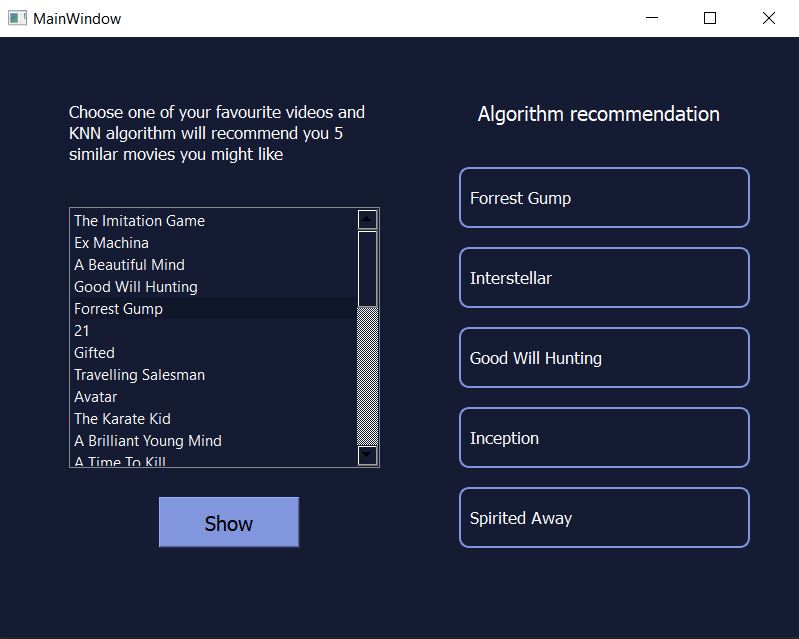 MainWindow
Choose one of your favourite videos and
KNN algorithm will recommend you 5
similar movies you might like
The Imitation Game
Ex Machina
A Beautiful Mind
Good Will Hunting
Forrest Gump
21
Gifted
Travelling Salesman
Avatar
The Karate Kid
A Brilliant Young Mind
A Time To Kill
Show
Algorithm recommendation
Forrest Gump
Interstellar
Good Will Hunting
Inception
Spirited Away